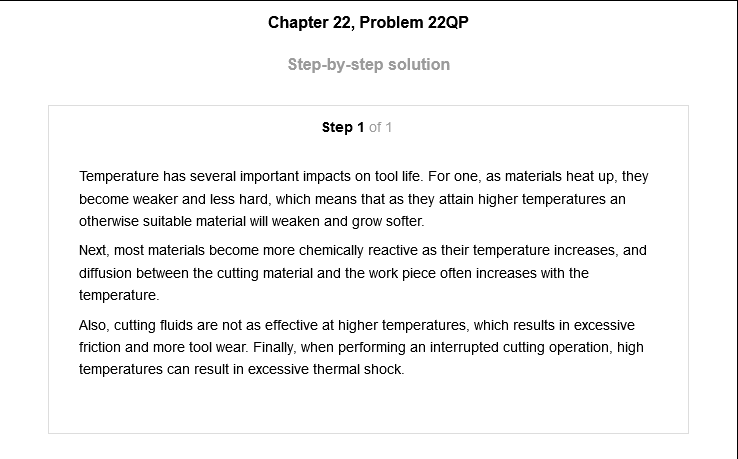 Chapter 22, Problem 22QP
Step-by-step solution
Step 1 of 1
Temperature has several important impacts on tool life. For one, as materials heat up, they
become weaker and less hard, which means that as they attain higher temperatures an
otherwise suitable material will weaken and grow softer.
Next, most materials become more chemically reactive as their temperature increases, and
diffusion between the cutting material and the work piece often increases with the
temperature.
Also, cutting fluids are not as effective at higher temperatures, which results in excessive
friction and more tool wear. Finally, when performing an interrupted cutting operation, high
temperatures can result in excessive thermal shock.